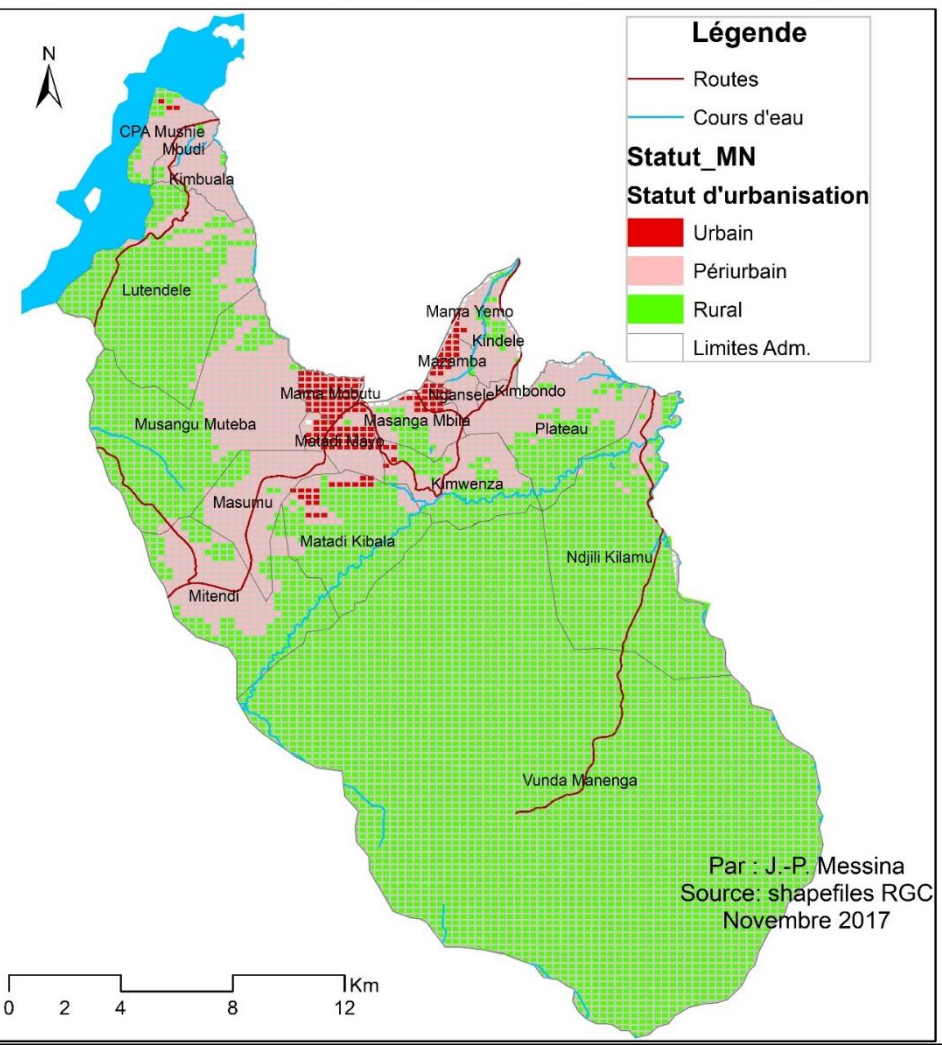 Légende
Routes
Cours d'eau
Statut_MN
Statut d'urbanisation
Urbain
Périurbain
Rural
Limites Adm.
N
CPA Mushie
Mbudi
Kimbuala
Lutendele
Mama Yemo
Kindele
Mazamba
Mama Mobutu
Ngansele
Kimbondo
Masanga Mbila
Musangu Muteba
Plateau
Matadi Mayo
Kimwenza
Masumu
Matadi Kibala
Ndjili Kilamu
Mitendi
Vunda Manenga
Par : J.-P. Messina
Source: shapefiles RGC
Novembre 2017
Km
0 2 4 8 12